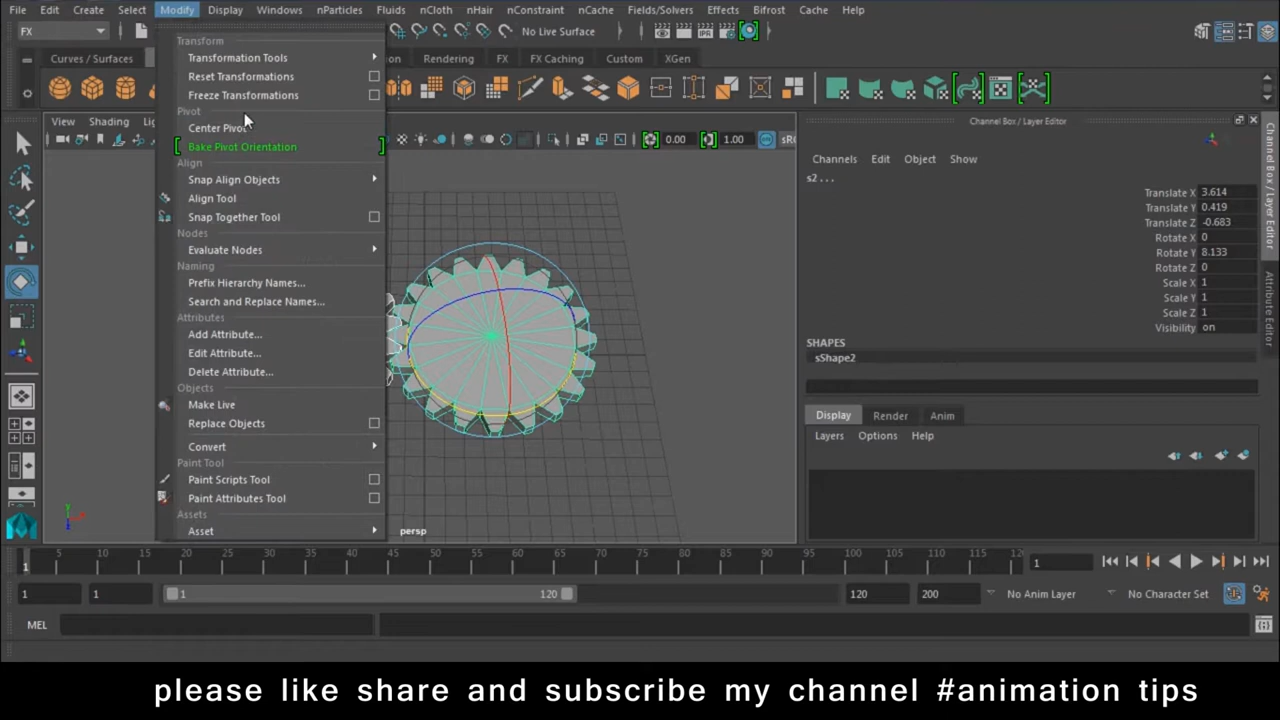 File Edit Create Select Modify Display Windows nParticles Fluids nCloth nHair nConstraint nCache Fields/Solvers Effects Bifrost Cache Help
FX No Live Surface
Curves / Surfaces Rendering FX FX Caching Custom XGen
View Shading
0.00 1.00
Transform
Transformation Tools
Reset Transformations
Freeze Transformations
Pivot
Center Pivot
Bake Pivot Orientation
Align
Snap Align Objects
Align Tool
Snap Together Tool
Nodes
Evaluate Nodes
Naming
Prefix Hierarchy Names...
Search and Replace Names...
Attributes
Add Attribute...
Edit Attribute...
Delete Attribute...
Objects
Make Live
Replace Objects
Convert
Paint Tool
Paint Scripts Tool
Paint Attributes Tool
Assets
Asset
persp
Channel Box / Layer Editor
Channels Edit Object Show
s2 . . .
Translate X 3.614
Translate Y 0.419
Translate Z -0.683
Rotate X 0
Rotate Y 8.133
Rotate Z 0
Scale X 1
Scale Y 1
Scale Z 1
Visibility on
SHAPES
sShape2
Display Render Anim
Layers Options Help
Channel Box / Layer Editor
Attribute Editor
5 10 15 20 25 30 35 40 45 50 55 60 65 70 75 80 85 90 95 100 105 110 115
1 1
1 1 1 120 120 200 No Anim Layer No Character Set
MEL
please like share and subscribe my channel #animation tips